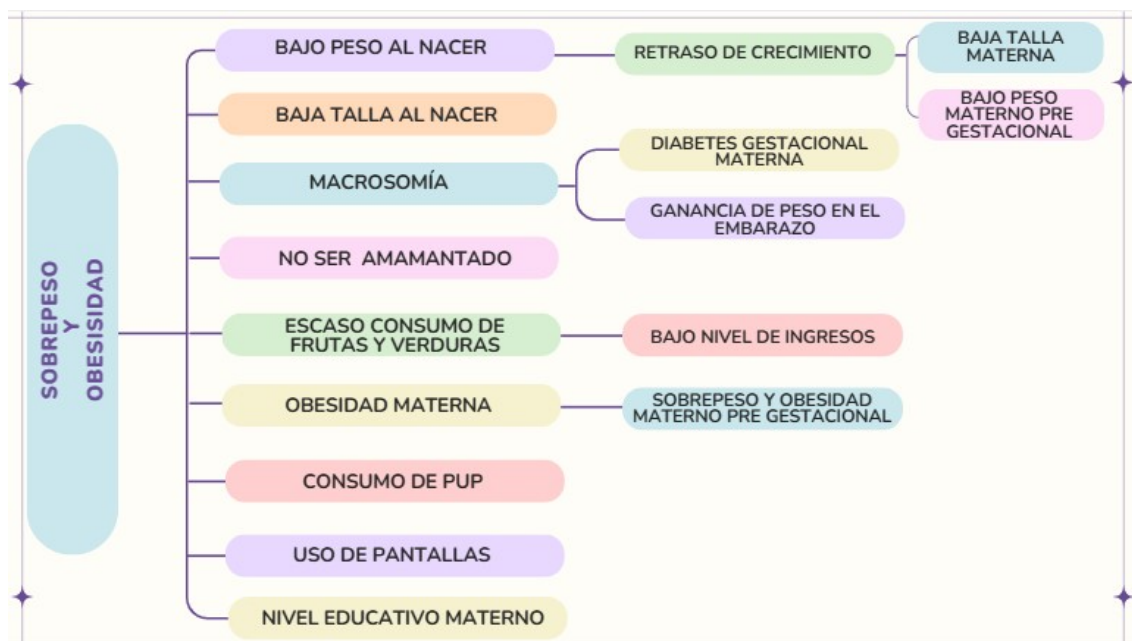 SOBREPESO
Y
OBESISIDAD
BAJO PESO AL NACER
RETRASO DE CRECIMIENTO
BAJA TALLA
MATERNA
BAJO PESO
MATERNO PRE
GESTACIONAL
BAJA TALLA AL NACER
MACROSOMÍA
DIABETES GESTACIONAL
MATERNA
GANANCIA DE PESO EN EL
EMBARAZO
NO SER AMAMANTADO
ESCASO CONSUMO DE
FRUTAS Y VERDURAS
BAJO NIVEL DE INGRESOS
OBESIDAD MATERNA
SOBREPESO Y OBESIDAD
MATERNO PRE GESTACIONAL
CONSUMO DE PUP
USO DE PANTALLAS
NIVEL EDUCATIVO MATERNO